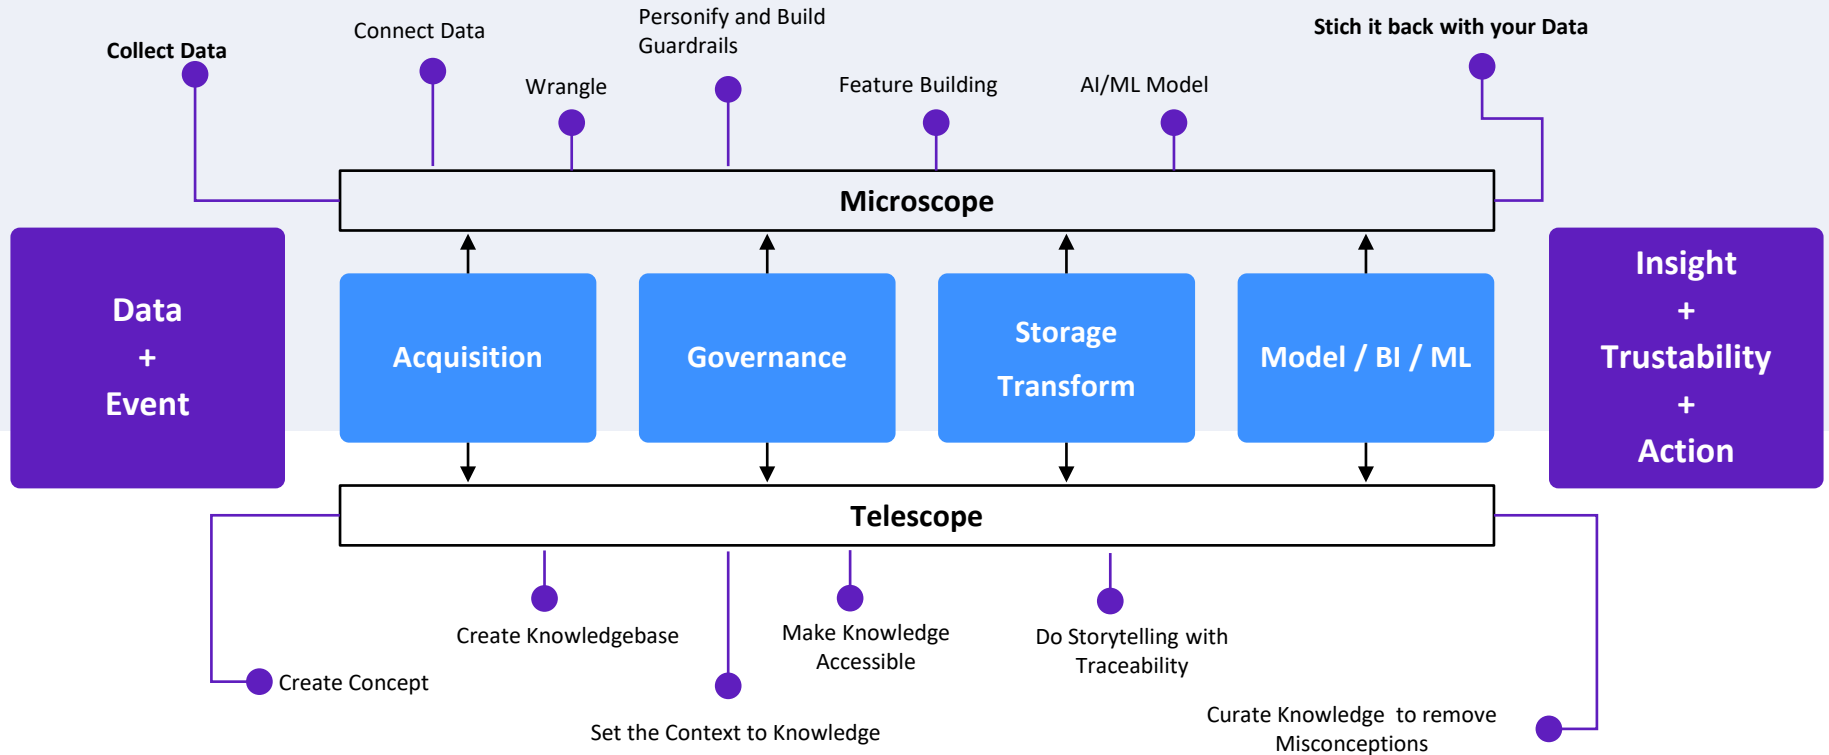 Collect Data
Connect Data
Wrangle
Personify and Build
Guardrails
Feature Building
AI/ML Model
Stich it back with your Data
Microscope
Data
+
Event
Acquisition
Governance
Storage
Transform
Model / BI / ML
Insight
+
Trustability
+
Action
Telescope
Create Concept
Create Knowledgebase
Set the Context to Knowledge
Make Knowledge
Accessible
Do Storytelling with
Traceability
Curate Knowledge  to remove
Misconceptions